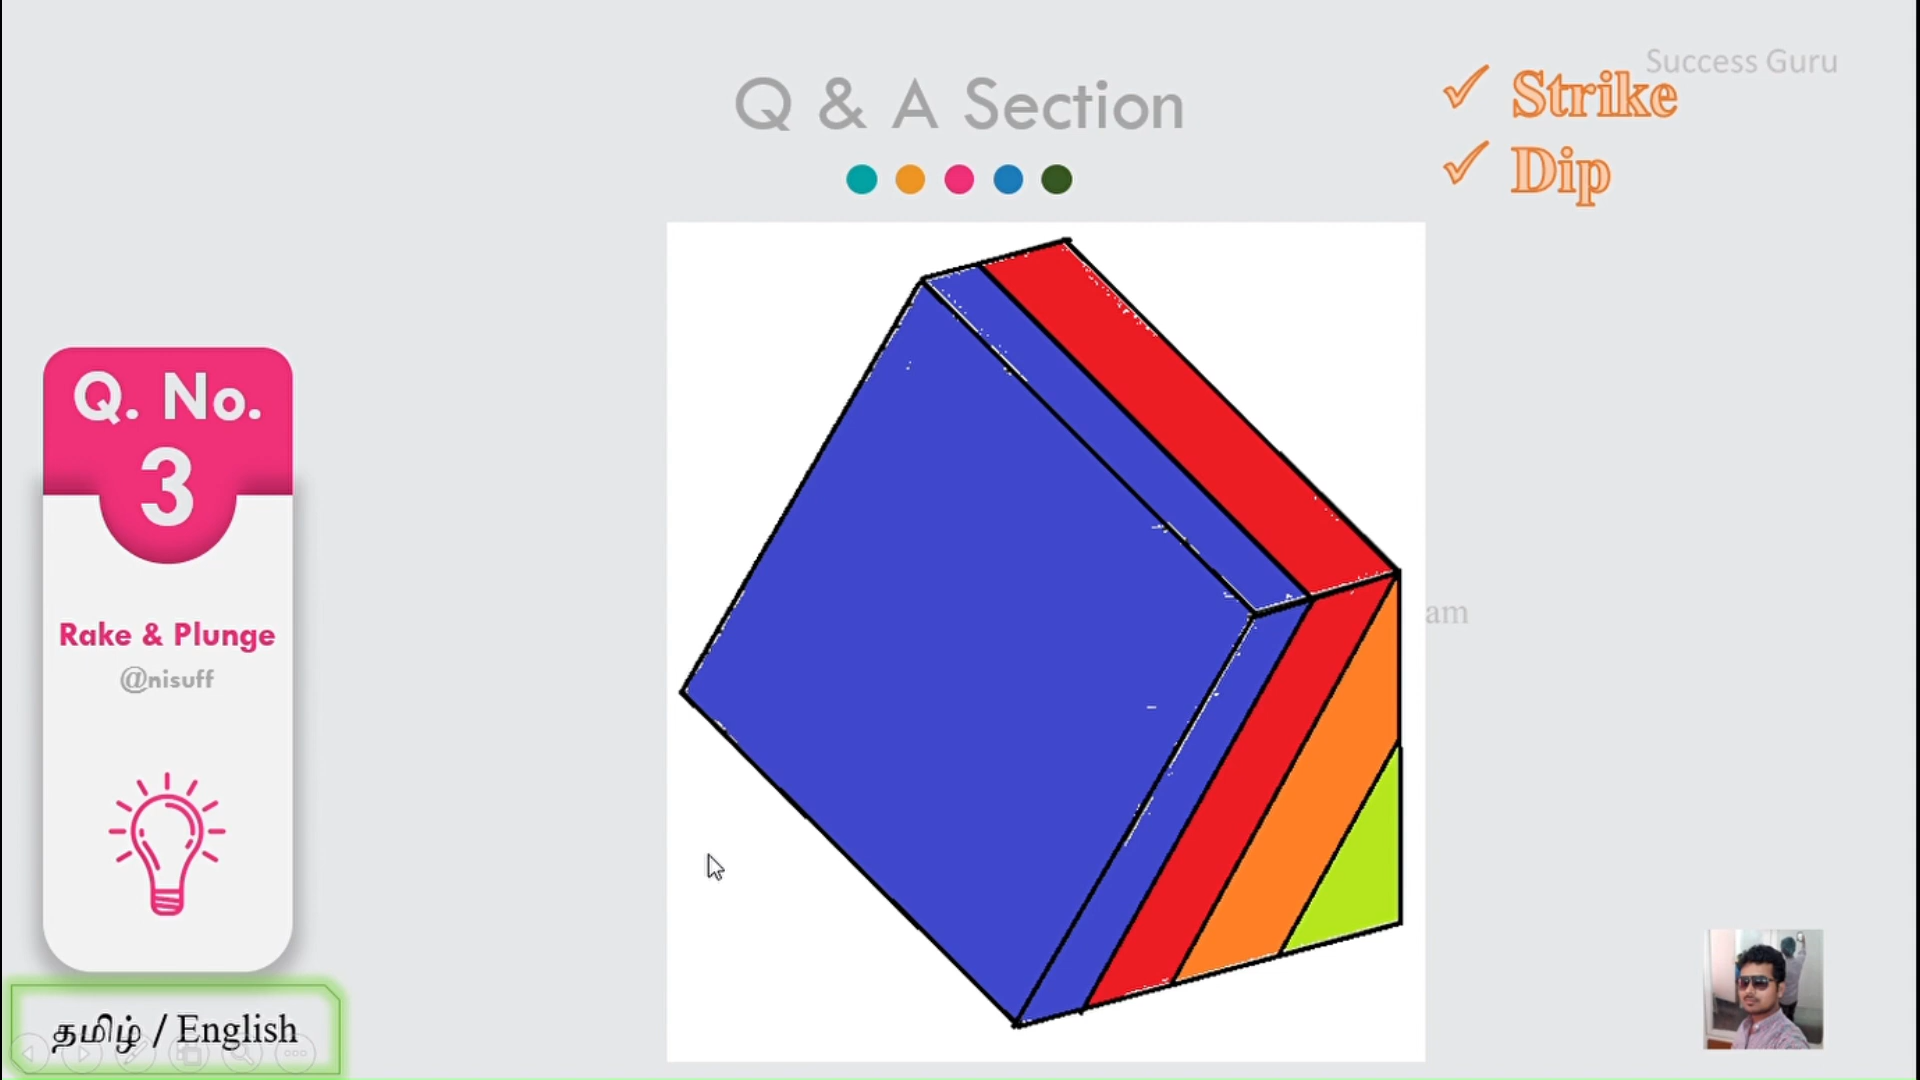 Success Guru
Q & A Section
✓ Strike
✓ Dip
Q. No.
3
am
Rake & Plunge
@nisuff
தமிழ் / English